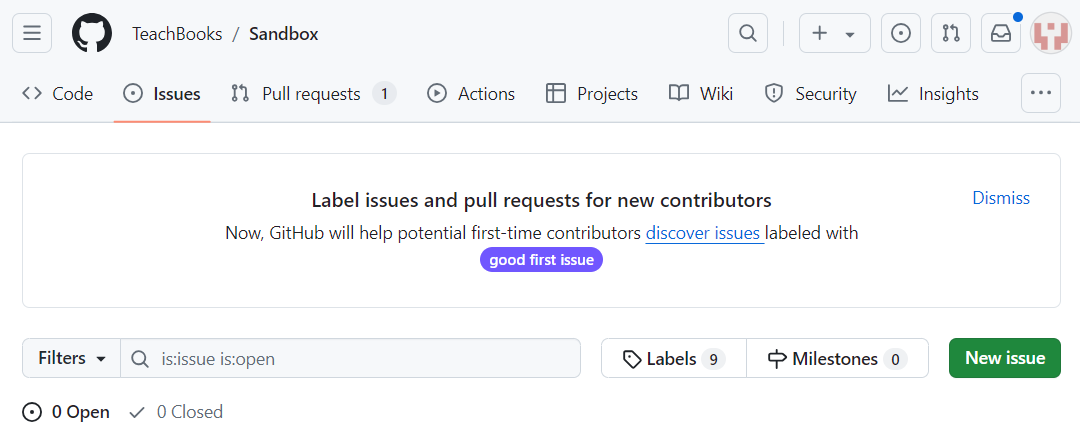 TeachBooks / Sandbox
Code Issues Pull requests 1 Actions Projects Wiki Security Insights
Label issues and pull requests for new contributors
Dismiss
Now, GitHub will help potential first-time contributors discover issues labeled with
good first issue
Filters is:issue is:open Labels 9 Milestones 0 New issue
0 Open 0 Closed